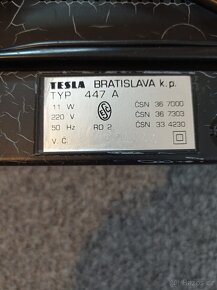 TESLA BRATISLAVA k.p.
TYP 447 A
11 W ČSN 36 7000
220 V ČSN 36 7303
50 Hz RO 2 ČSN 33 4230
V. Č.